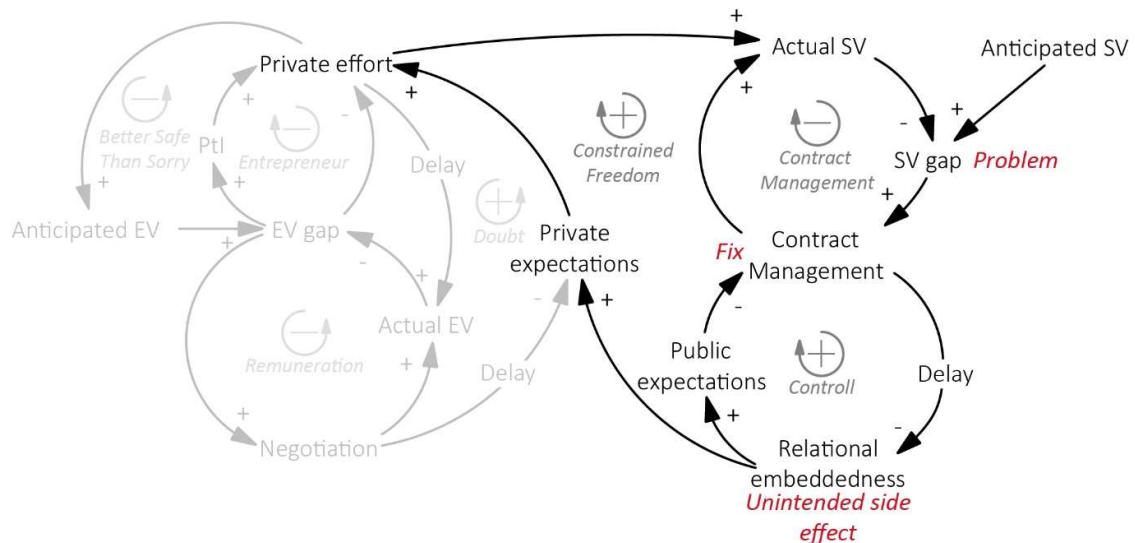 +
Private effort
Actual SV
Anticipated SV
+
+
+
+
-
-
+
Better Safe
Than Sorry
PtI
Entrepreneur
Delay
Constrained
Freedom
Contract
Management
SV gap
Problem
+
+
+
Anticipated EV
+
EV gap
Doubt
Private
expectations
Fix
Contract
Management
-
+
-
+
-
Remuneration
Actual EV
+
Public
expectations
Controll
Delay
Delay
+
+
-
Negotiation
Relational
embeddedness
Unintended side
effect